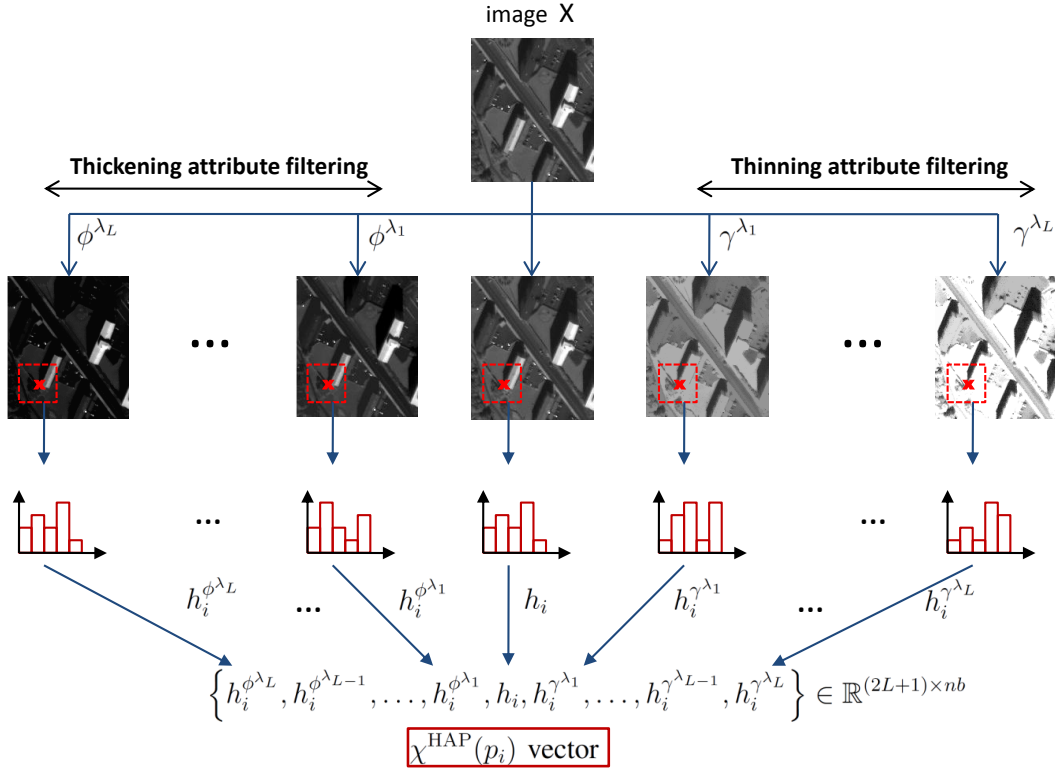 image X
Thickening attribute filtering
Thinning attribute filtering
ϕ^{λ_L}
ϕ^{λ_1}
γ^{λ_1}
γ^{λ_L}
...
...
x x x x x
...
...
h_i^{ϕ^{λ_L}}
...
h_i^{ϕ^{λ_1}}
h_i
h_i^{γ^{λ_1}}
...
h_i^{γ^{λ_L}}
{h_i^{ϕ^{λ_L}}, h_i^{ϕ^{λ_{L-1}}}, ..., h_i^{ϕ^{λ_1}}, h_i, h_i^{γ^{λ_1}}, ..., h_i^{γ^{λ_{L-1}}}, h_i^{γ^{λ_L}}} ∈ ℝ^{(2L+1)×nb}
χ^{HAP}(p_i) vector